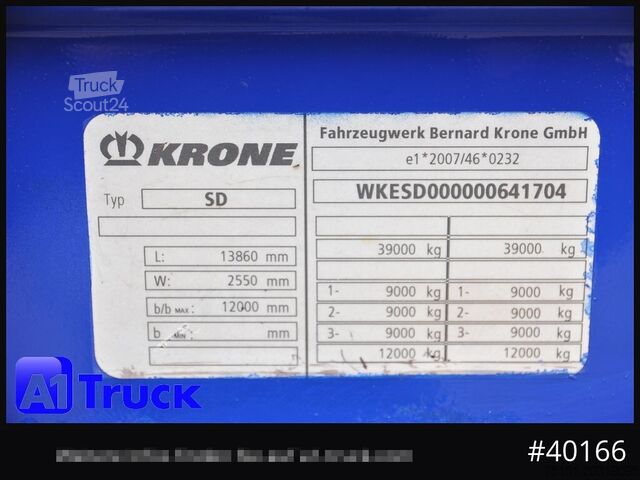 Truck
Scout24
KRONE
Typ SD
L: 13860 mm
W: 2550 mm
b/b MAX: 12000 mm
b MIN: mm
Fahrzeugwerk Bernard Krone GmbH
e1*2007/46*0232
WKESD000000641704
39000 kg 39000 kg
1- 9000 kg 1- 9000 kg
2- 9000 kg 2- 9000 kg
3- 9000 kg 3- 9000 kg
12000 kg 12000 kg
A1 Truck
#40166